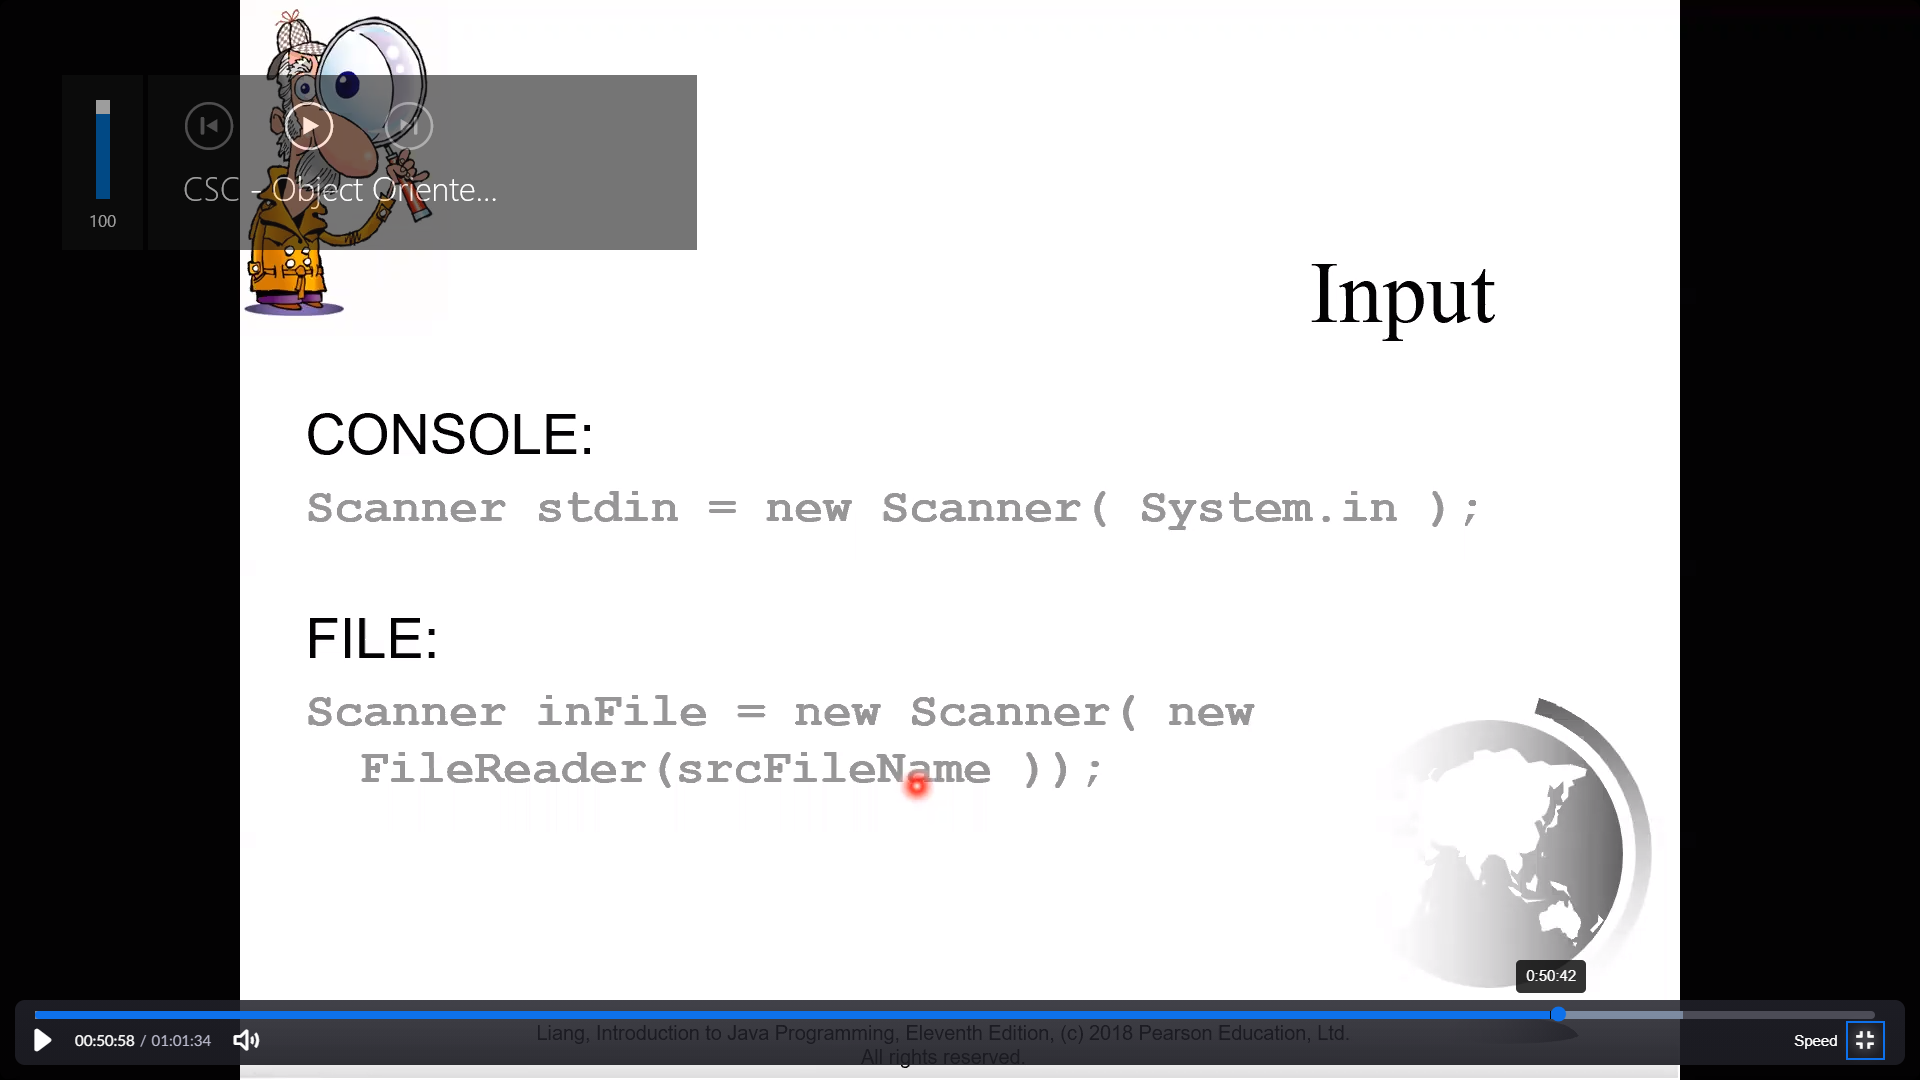 100
CSC - Object Oriente...
Input
CONSOLE:
Scanner stdin = new Scanner( System.in );
FILE:
Scanner inFile = new Scanner( new
FileReader(srcFileName ));
0:50:42
00:50:58 / 01:01:34
Liang, Introduction to Java Programming, Eleventh Edition, (c) 2018 Pearson Education, Ltd.
All rights reserved.
Speed